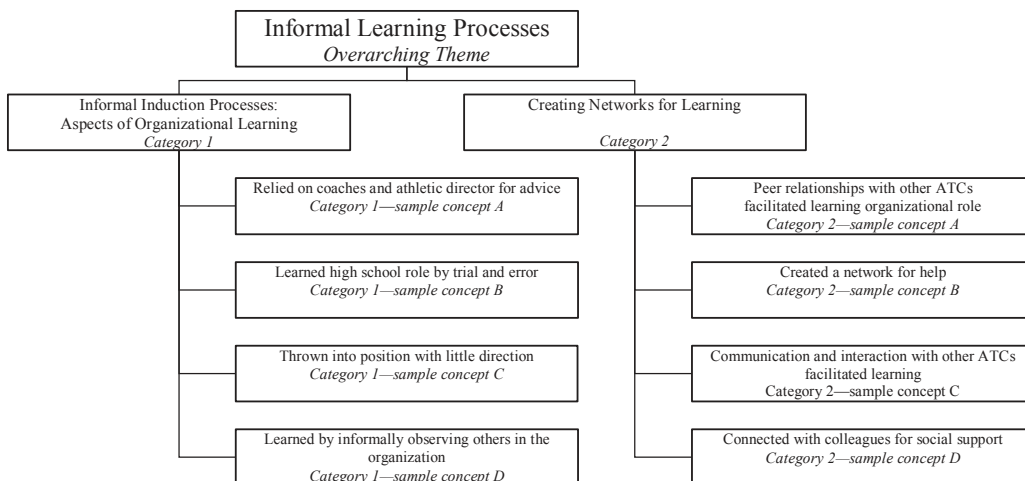 Informal Learning Processes
Overarching Theme
Informal Induction Processes:
Aspects of Organizational Learning
Category 1
Creating Networks for Learning
Category 2
Relied on coaches and athletic director for advice
Category 1—sample concept A
Learned high school role by trial and error
Category 1—sample concept B
Thrown into position with little direction
Category 1—sample concept C
Learned by informally observing others in the
organization
Category 1—sample concept D
Peer relationships with other ATCs
facilitated learning organizational role
Category 2—sample concept A
Created a network for help
Category 2—sample concept B
Communication and interaction with other ATCs
facilitated learning
Category 2—sample concept C
Connected with colleagues for social support
Category 2—sample concept D